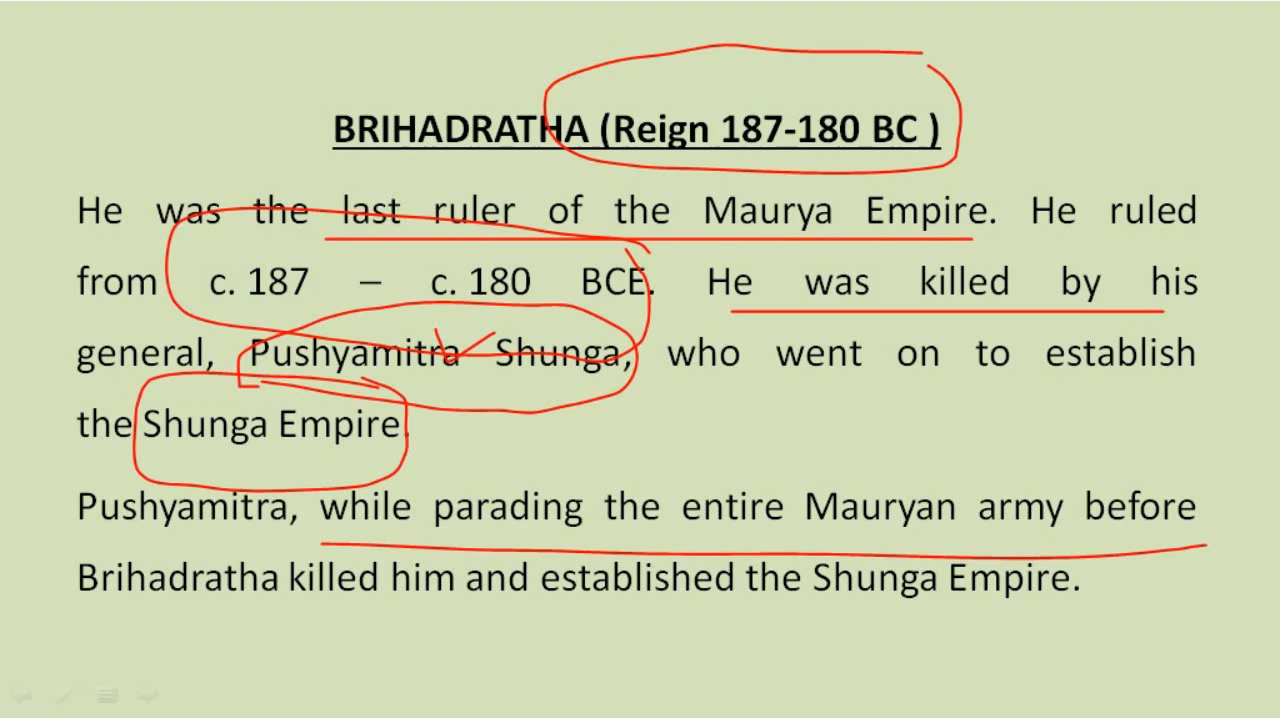 BRIHADRATHA (Reign 187-180 BC )
He was the last ruler of the Maurya Empire. He ruled
from c. 187 – c. 180 BCE. He was killed by his
general, Pushyamitra Shunga, who went on to establish
the Shunga Empire.
Pushyamitra, while parading the entire Mauryan army before
Brihadratha killed him and established the Shunga Empire.